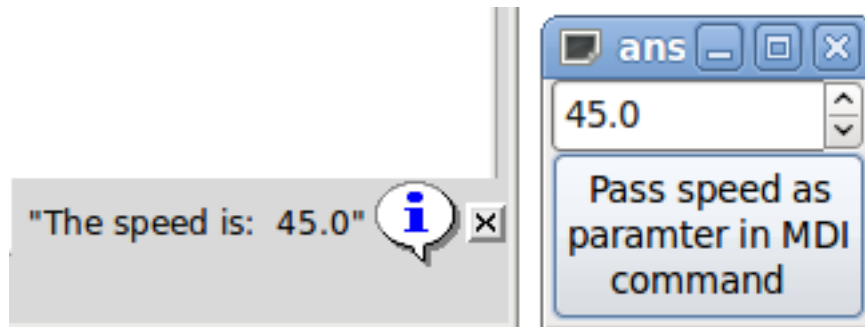 "The speed is:  45.0"
ans
45.0
Pass speed as
paramter in MDI
command